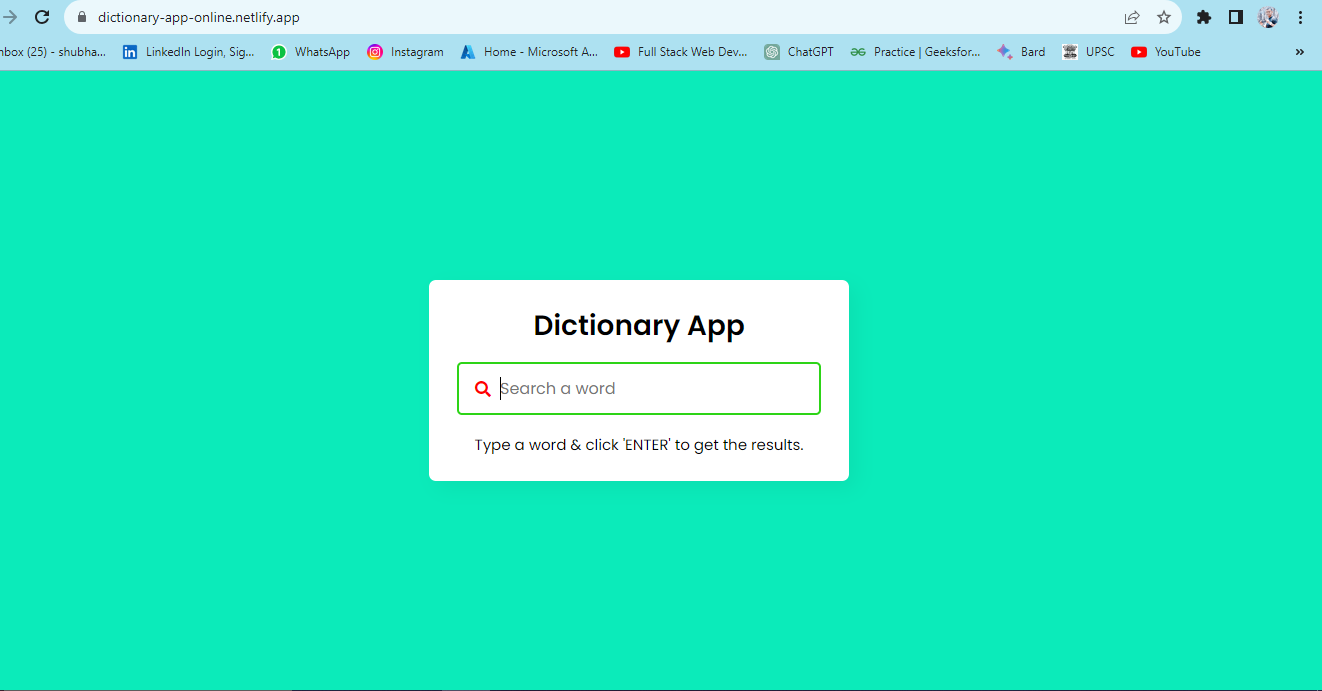 dictionary-app-online.netlify.app
nbox (25) - shubha... LinkedIn Login, Sig... WhatsApp Instagram Home - Microsoft A... Full Stack Web Dev... ChatGPT Practice | Geeksfor... Bard UPSC YouTube »
Dictionary App
Search a word
Type a word & click 'ENTER' to get the results.